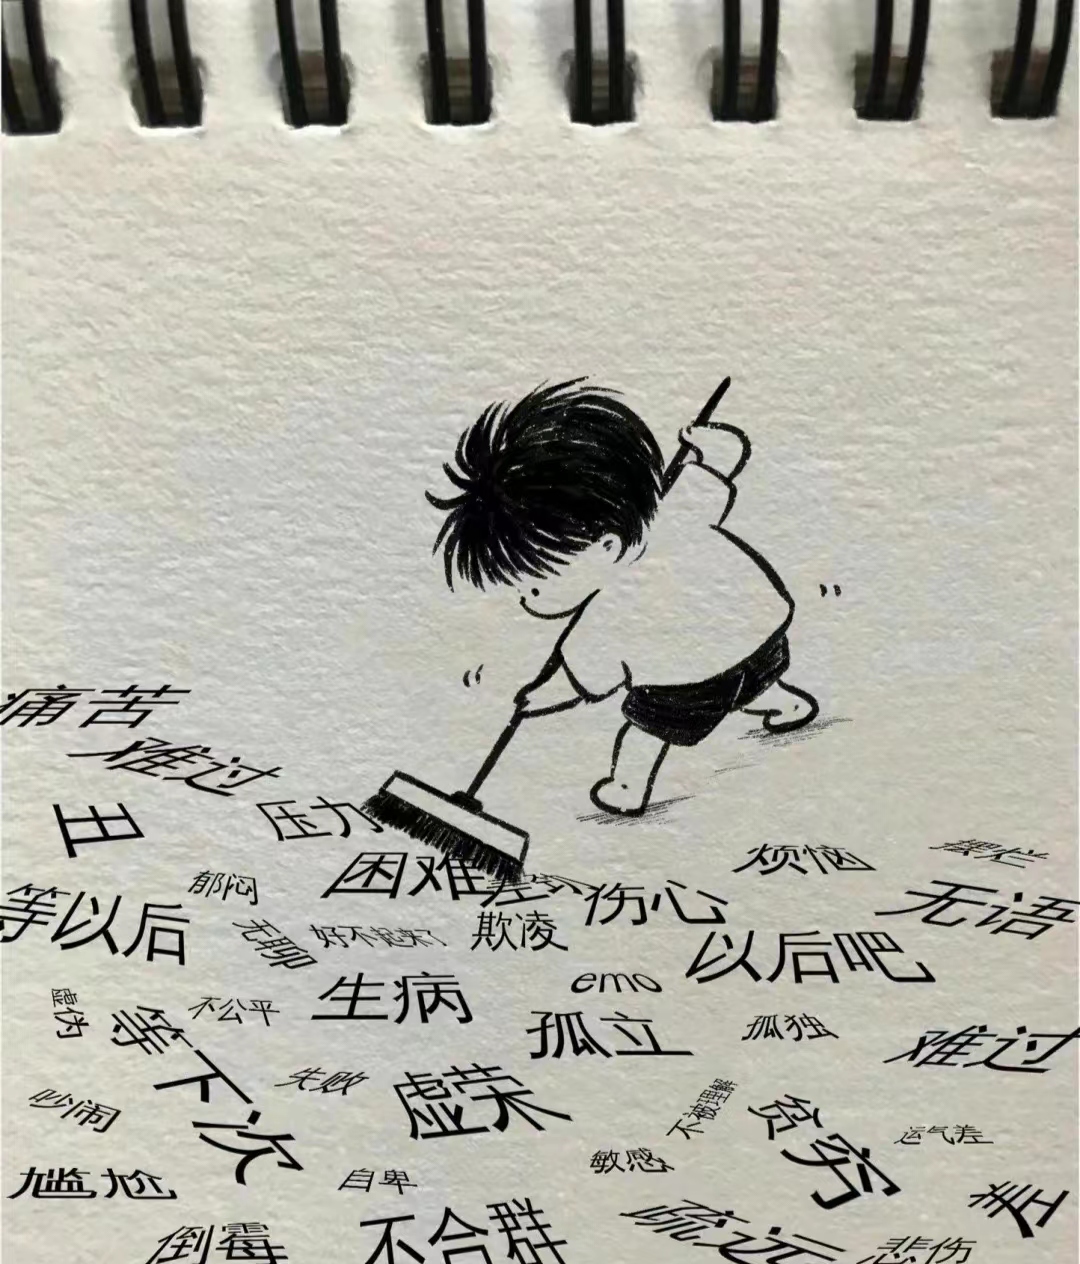 痛苦
难过
丑
压力
困难
差劲
烦恼
摆烂
郁闷
等以后
伤心
无语
无聊
好不起来了
欺凌
以后吧
生病
emo
虚伪
不公平
等下次
孤立
孤独
难过
吵闹
失败
虚荣
不被理解
贫穷
运气差
尴尬
自卑
敏感
差
倒霉
不合群
疏远
悲伤